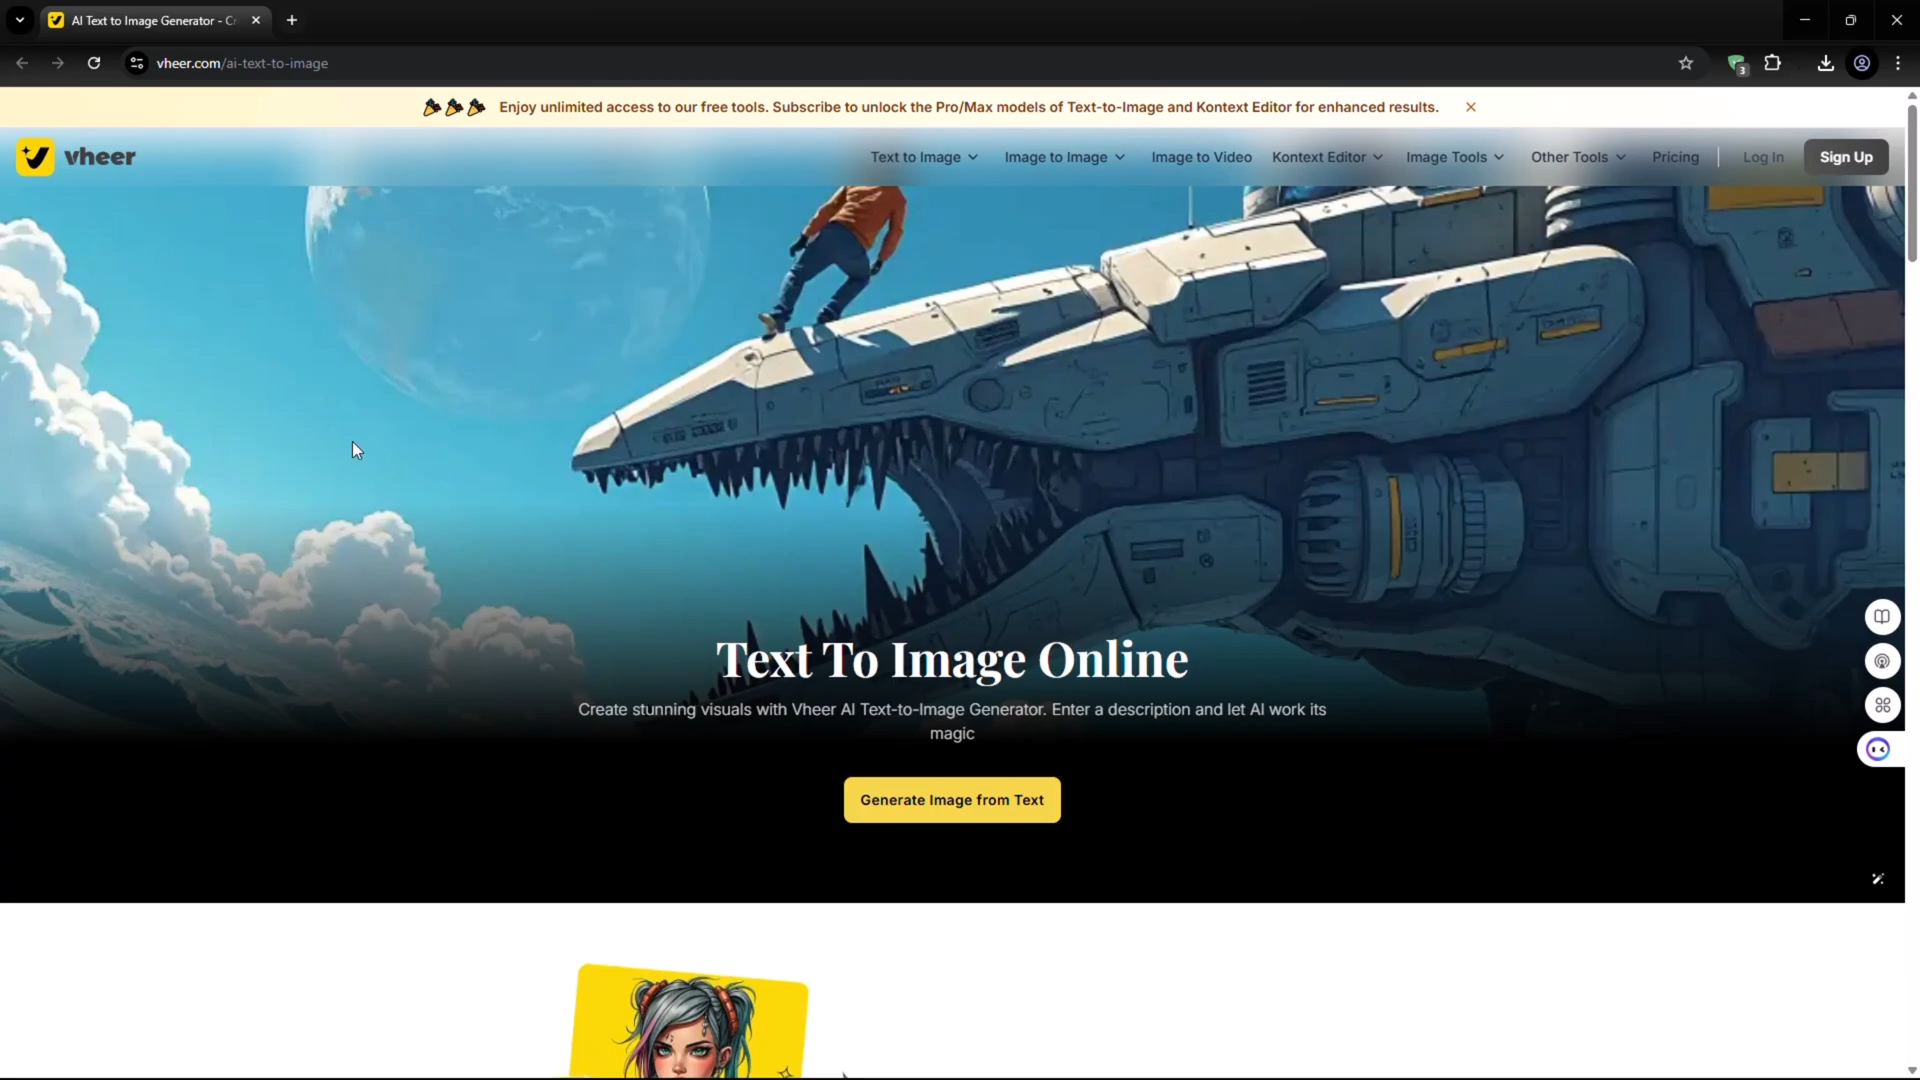 AI Text to Image Generator - Cr
vheer.com/ai-text-to-image
3
Enjoy unlimited access to our free tools. Subscribe to unlock the Pro/Max models of Text-to-Image and Kontext Editor for enhanced results.
vheer
Text to Image
Image to Image
Image to Video
Kontext Editor
Image Tools
Other Tools
Pricing
Log In
Sign Up
Text To Image Online
Create stunning visuals with Vheer AI Text-to-Image Generator. Enter a description and let AI work its
magic
Generate Image from Text